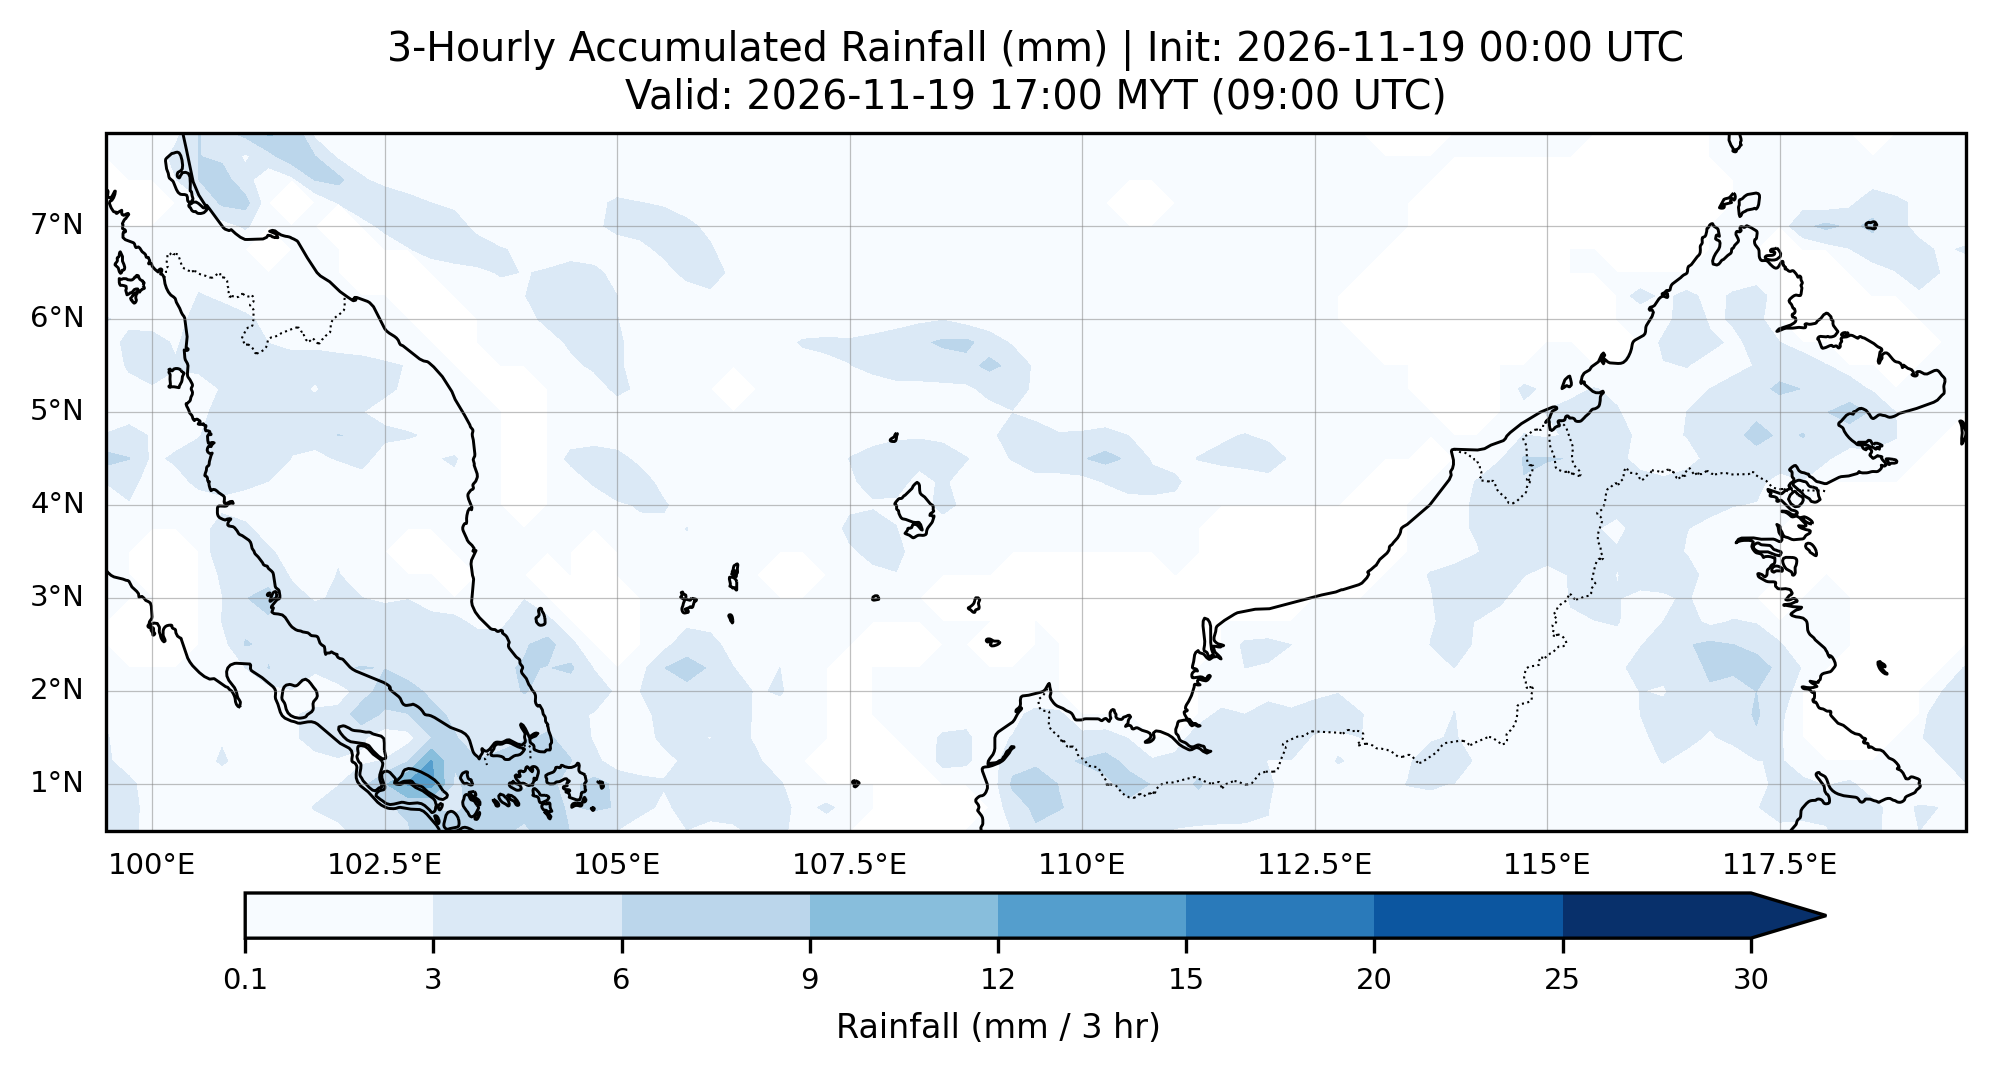 3-Hourly Accumulated Rainfall (mm) | Init: 2026-11-19 00:00 UTC
Valid: 2026-11-19 17:00 MYT (09:00 UTC)
7°N
6°N
5°N
4°N
3°N
2°N
1°N
100°E 102.5°E 105°E 107.5°E 110°E 112.5°E 115°E 117.5°E
0.1 3 6 9 12 15 20 25 30
Rainfall (mm / 3 hr)